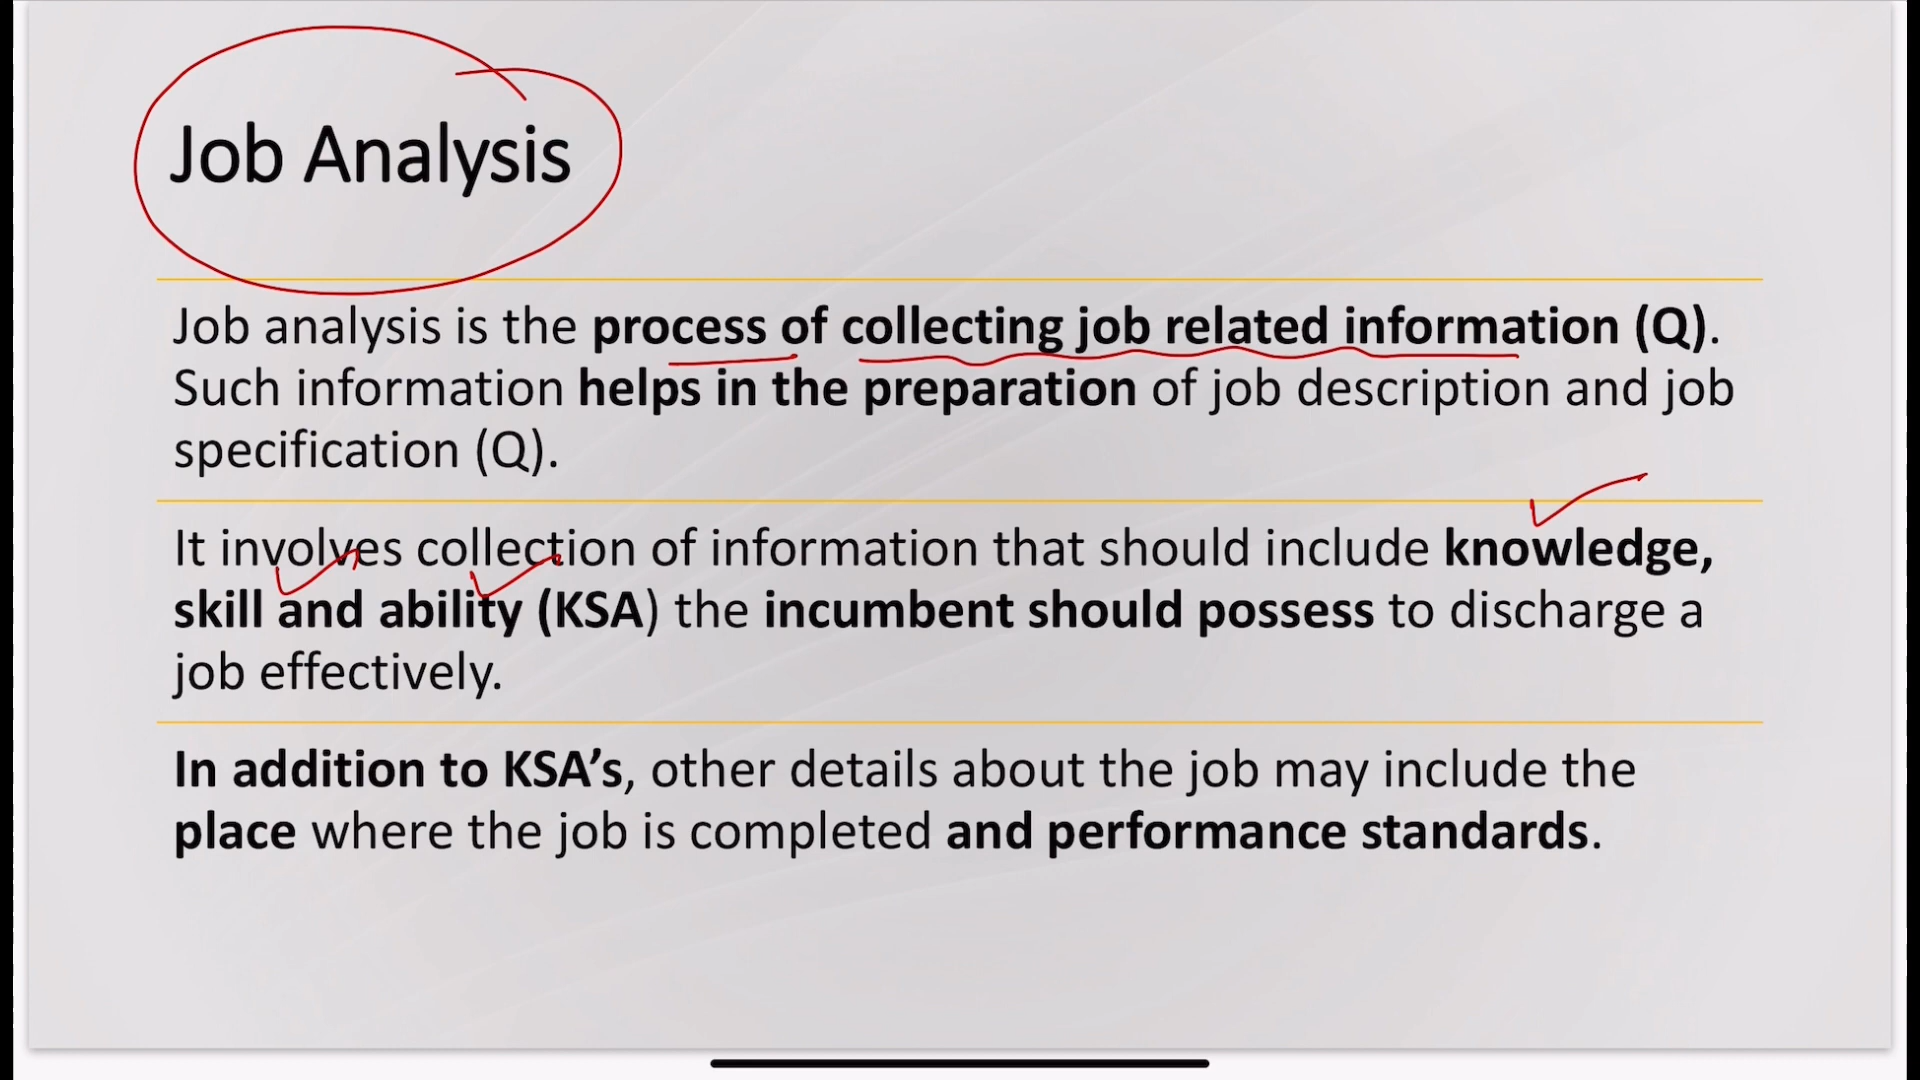 Job Analysis
Job analysis is the process of collecting job related information (Q).
Such information helps in the preparation of job description and job
specification (Q).
It involves collection of information that should include knowledge,
skill and ability (KSA) the incumbent should possess to discharge a
job effectively.
In addition to KSA’s, other details about the job may include the
place where the job is completed and performance standards.